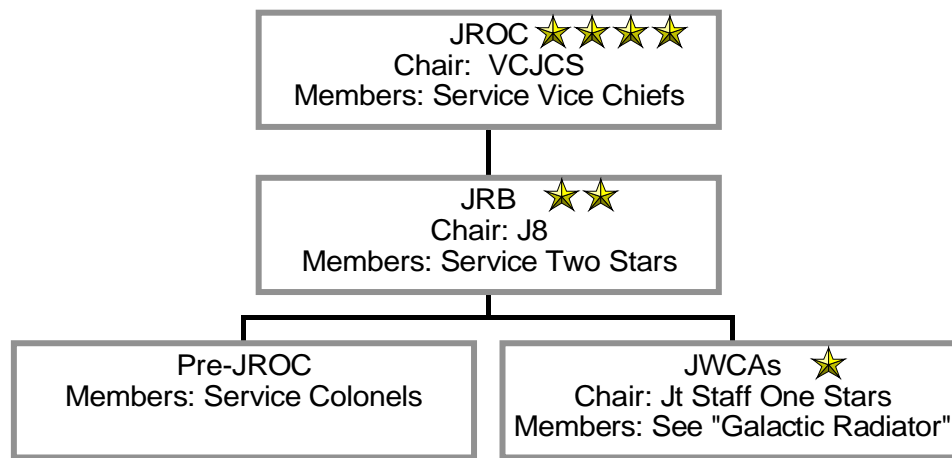 JROC
Chair: VCJCS
Members: Service Vice Chiefs
JRB
Chair: J8
Members: Service Two Stars
Pre-JROC
Members: Service Colonels
JWCAs
Chair: Jt Staff One Stars
Members: See "Galactic Radiator"